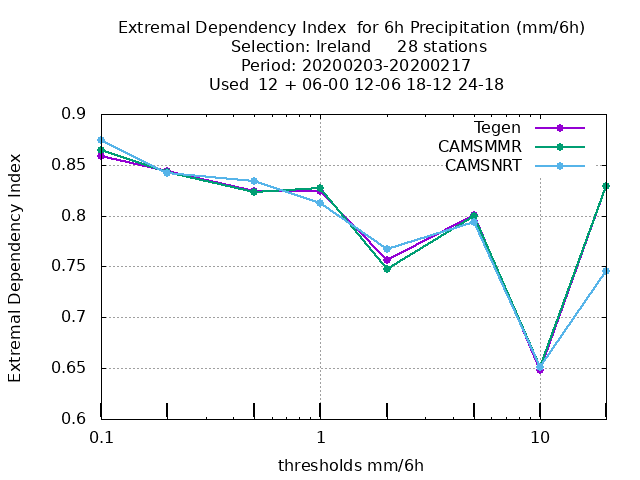 Extremal Dependency Index  for 6h Precipitation (mm/6h)
Selection: Ireland     28 stations
Period: 20200203-20200217
Used  12 + 06-00 12-06 18-12 24-18
Tegen
CAMSMMR
CAMSNRT
Extremal Dependency Index
0.9
0.85
0.8
0.75
0.7
0.65
0.6
0.1 1 10
thresholds mm/6h